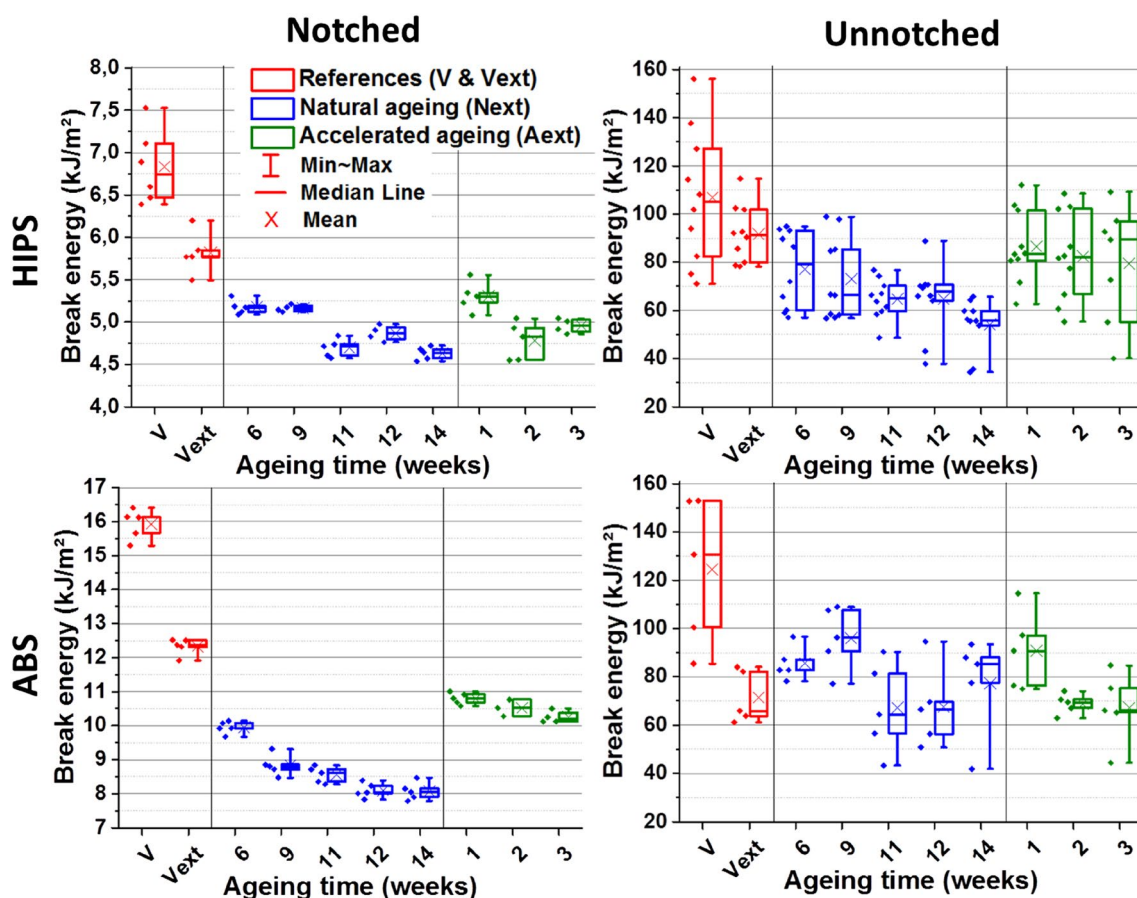 Notched
Unnotched
HIPS
Break energy (kJ/m²)
8,0
7,5
7,0
6,5
6,0
5,5
5,0
4,5
4,0
References (V & Vext)
Natural ageing (Next)
Accelerated ageing (Aext)
Min~Max
Median Line
Mean
V Vext 6 9 11 12 14 1 2 3
Ageing time (weeks)
Break energy (kJ/m²)
160
140
120
100
80
60
40
20
V Vext 6 9 11 12 14 1 2 3
Ageing time (weeks)
ABS
Break energy (kJ/m²)
17
16
15
14
13
12
11
10
9
8
7
V Vext 6 9 11 12 14 1 2 3
Ageing time (weeks)
Break energy (kJ/m²)
160
140
120
100
80
60
40
20
V Vext 6 9 11 12 14 1 2 3
Ageing time (weeks)